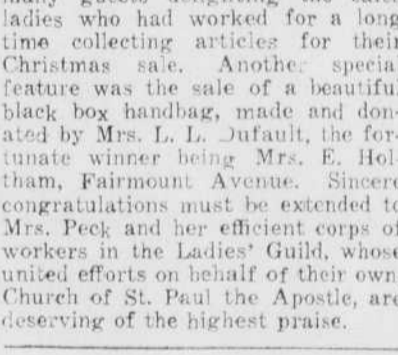 ladies who had worked for a long
time collecting articles for their
Christmas sale. Another special
feature was the sale of a beautiful
black box handbag, made and don-
ated by Mrs. L. L. Dufault, the for-
tunate winner being Mrs. E. Hol-
tham, Fairmount Avenue. Sincere
congratulations must be extended to
Mrs. Peck and her efficient corps of
workers in the Ladies' Guild, whose
united efforts on behalf of their own
Church of St. Paul the Apostle, are
deserving of the highest praise.